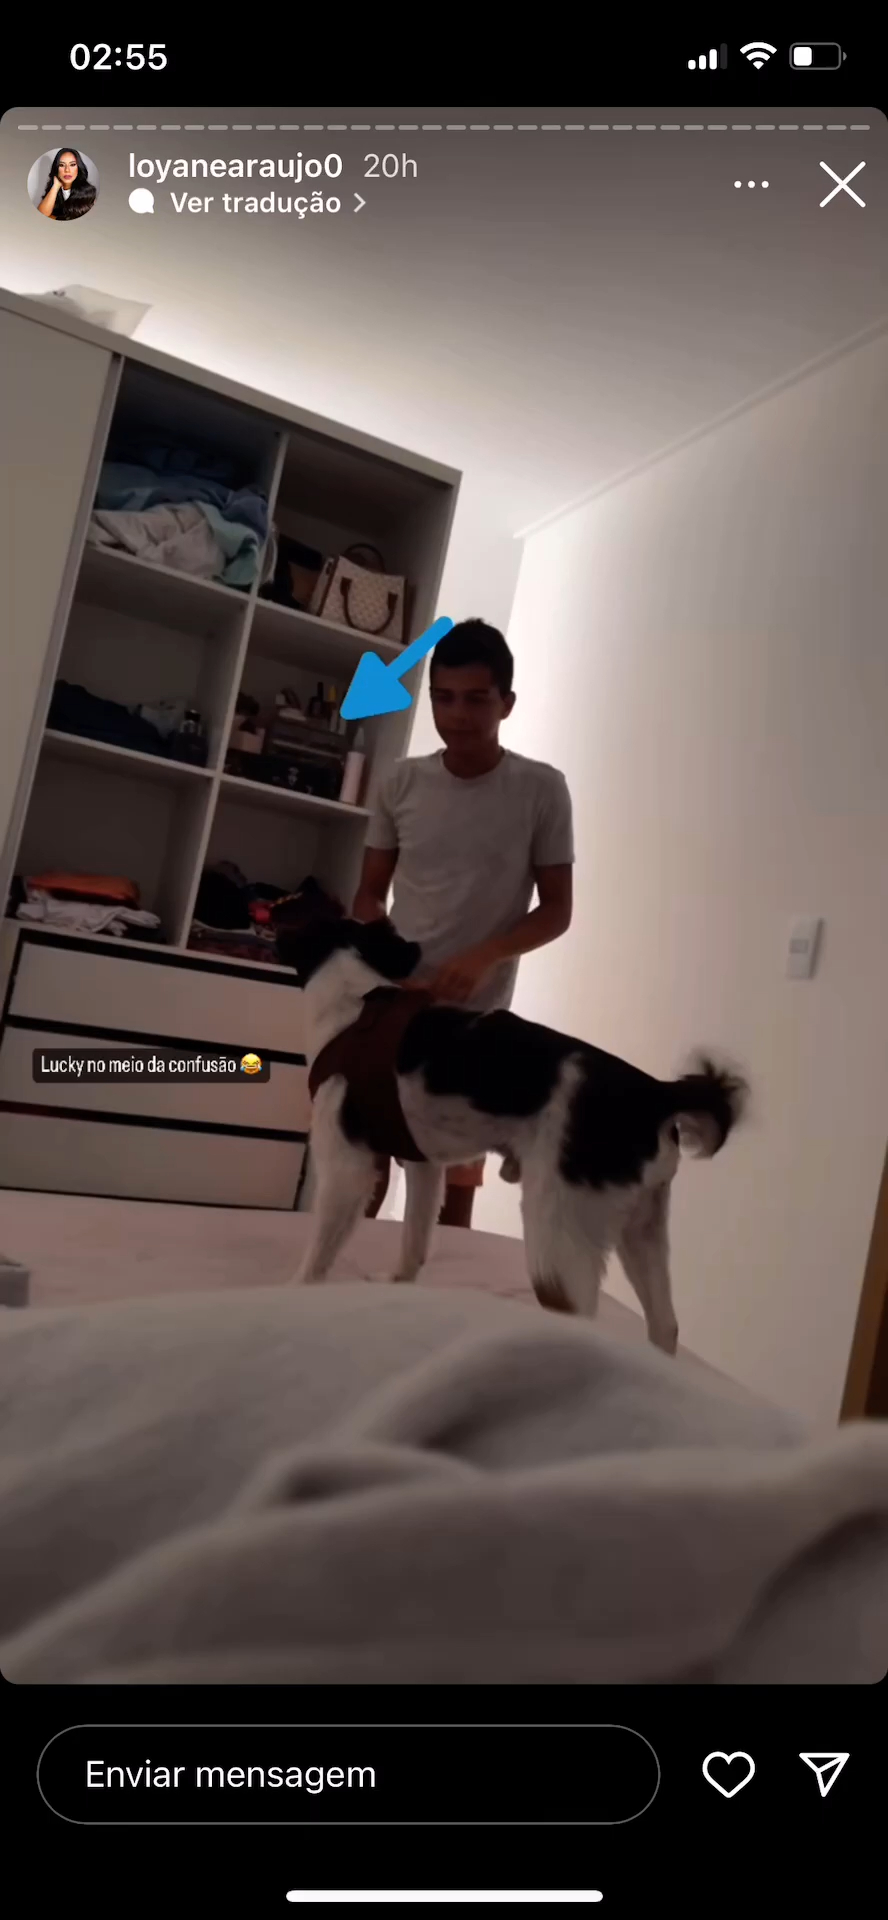 02:55
loyanearaujo0 20h
Ver tradução
Lucky no meio da confusão 😂
Enviar mensagem